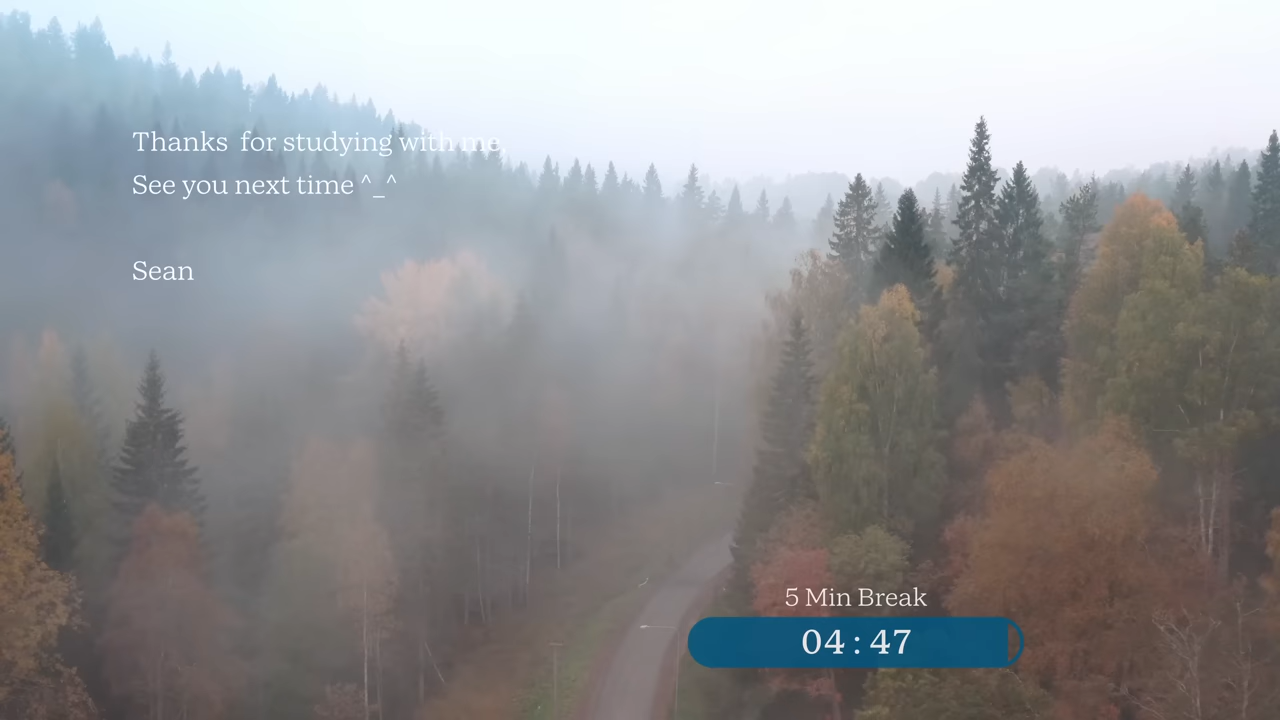 Thanks  for studying with me,
See you next time ^_^
Sean
5 Min Break
04 : 47